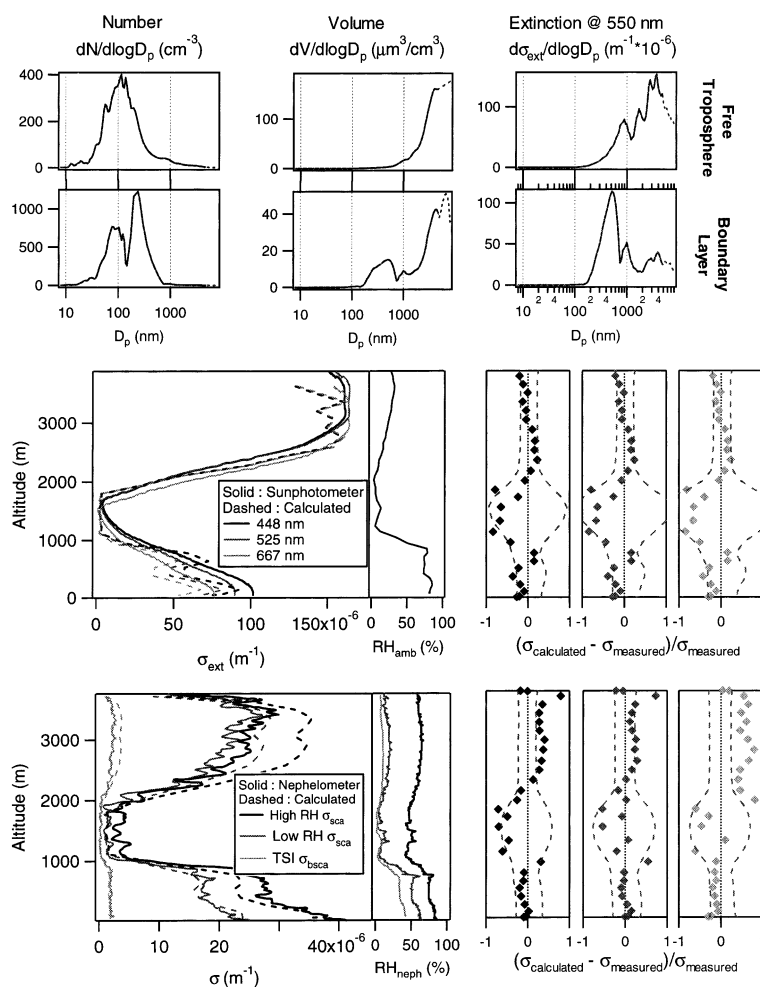 Number Volume Extinction @ 550 nm
dN/dlogDp (cm-3) dV/dlogDp (µm3/cm3) dσext/dlogDp (m-1*10-6)
400
200
0
100
0
100
0
Free Troposphere
1000
500
0
40
20
0
100
50
0
Boundary Layer
10 100 1000
10 100 1000
10 2 4 100 2 4 1000 2 4
Dp (nm) Dp (nm) Dp (nm)
Altitude (m)
3000
2000
1000
0
Solid : Sunphotometer
Dashed : Calculated
448 nm
525 nm
667 nm
0 50 100 150x10-6
σext (m-1)
0 50 100
RHamb (%)
-1 0 1 0 1 0 1
(σcalculated - σmeasured)/σmeasured
Altitude (m)
3000
2000
1000
Solid : Nephelometer
Dashed : Calculated
High RH σsca
Low RH σsca
TSI σbsca
0 10 20 40x10-6
σ (m-1)
0 50 100
RHneph (%)
-1 0 -1 0 -1 0 1
(σcalculated - σmeasured)/σmeasured